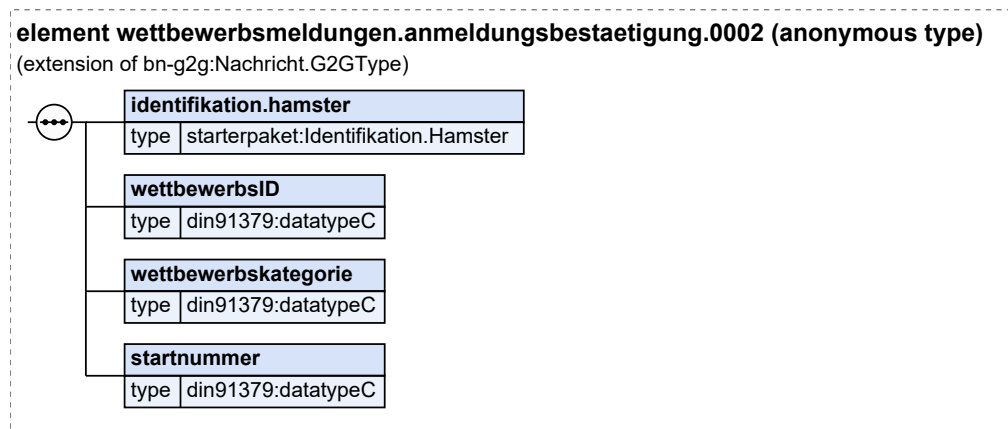 element wettbewerbsmeldungen.anmeldungsbestaetigung.0002 (anonymous type)
(extension of bn-g2g:Nachricht.G2GType)
identifikation.hamster
type starterpaket:Identifikation.Hamster
wettbewerbsID
type din91379:datatypeC
wettbewerbskategorie
type din91379:datatypeC
startnummer
type din91379:datatypeC